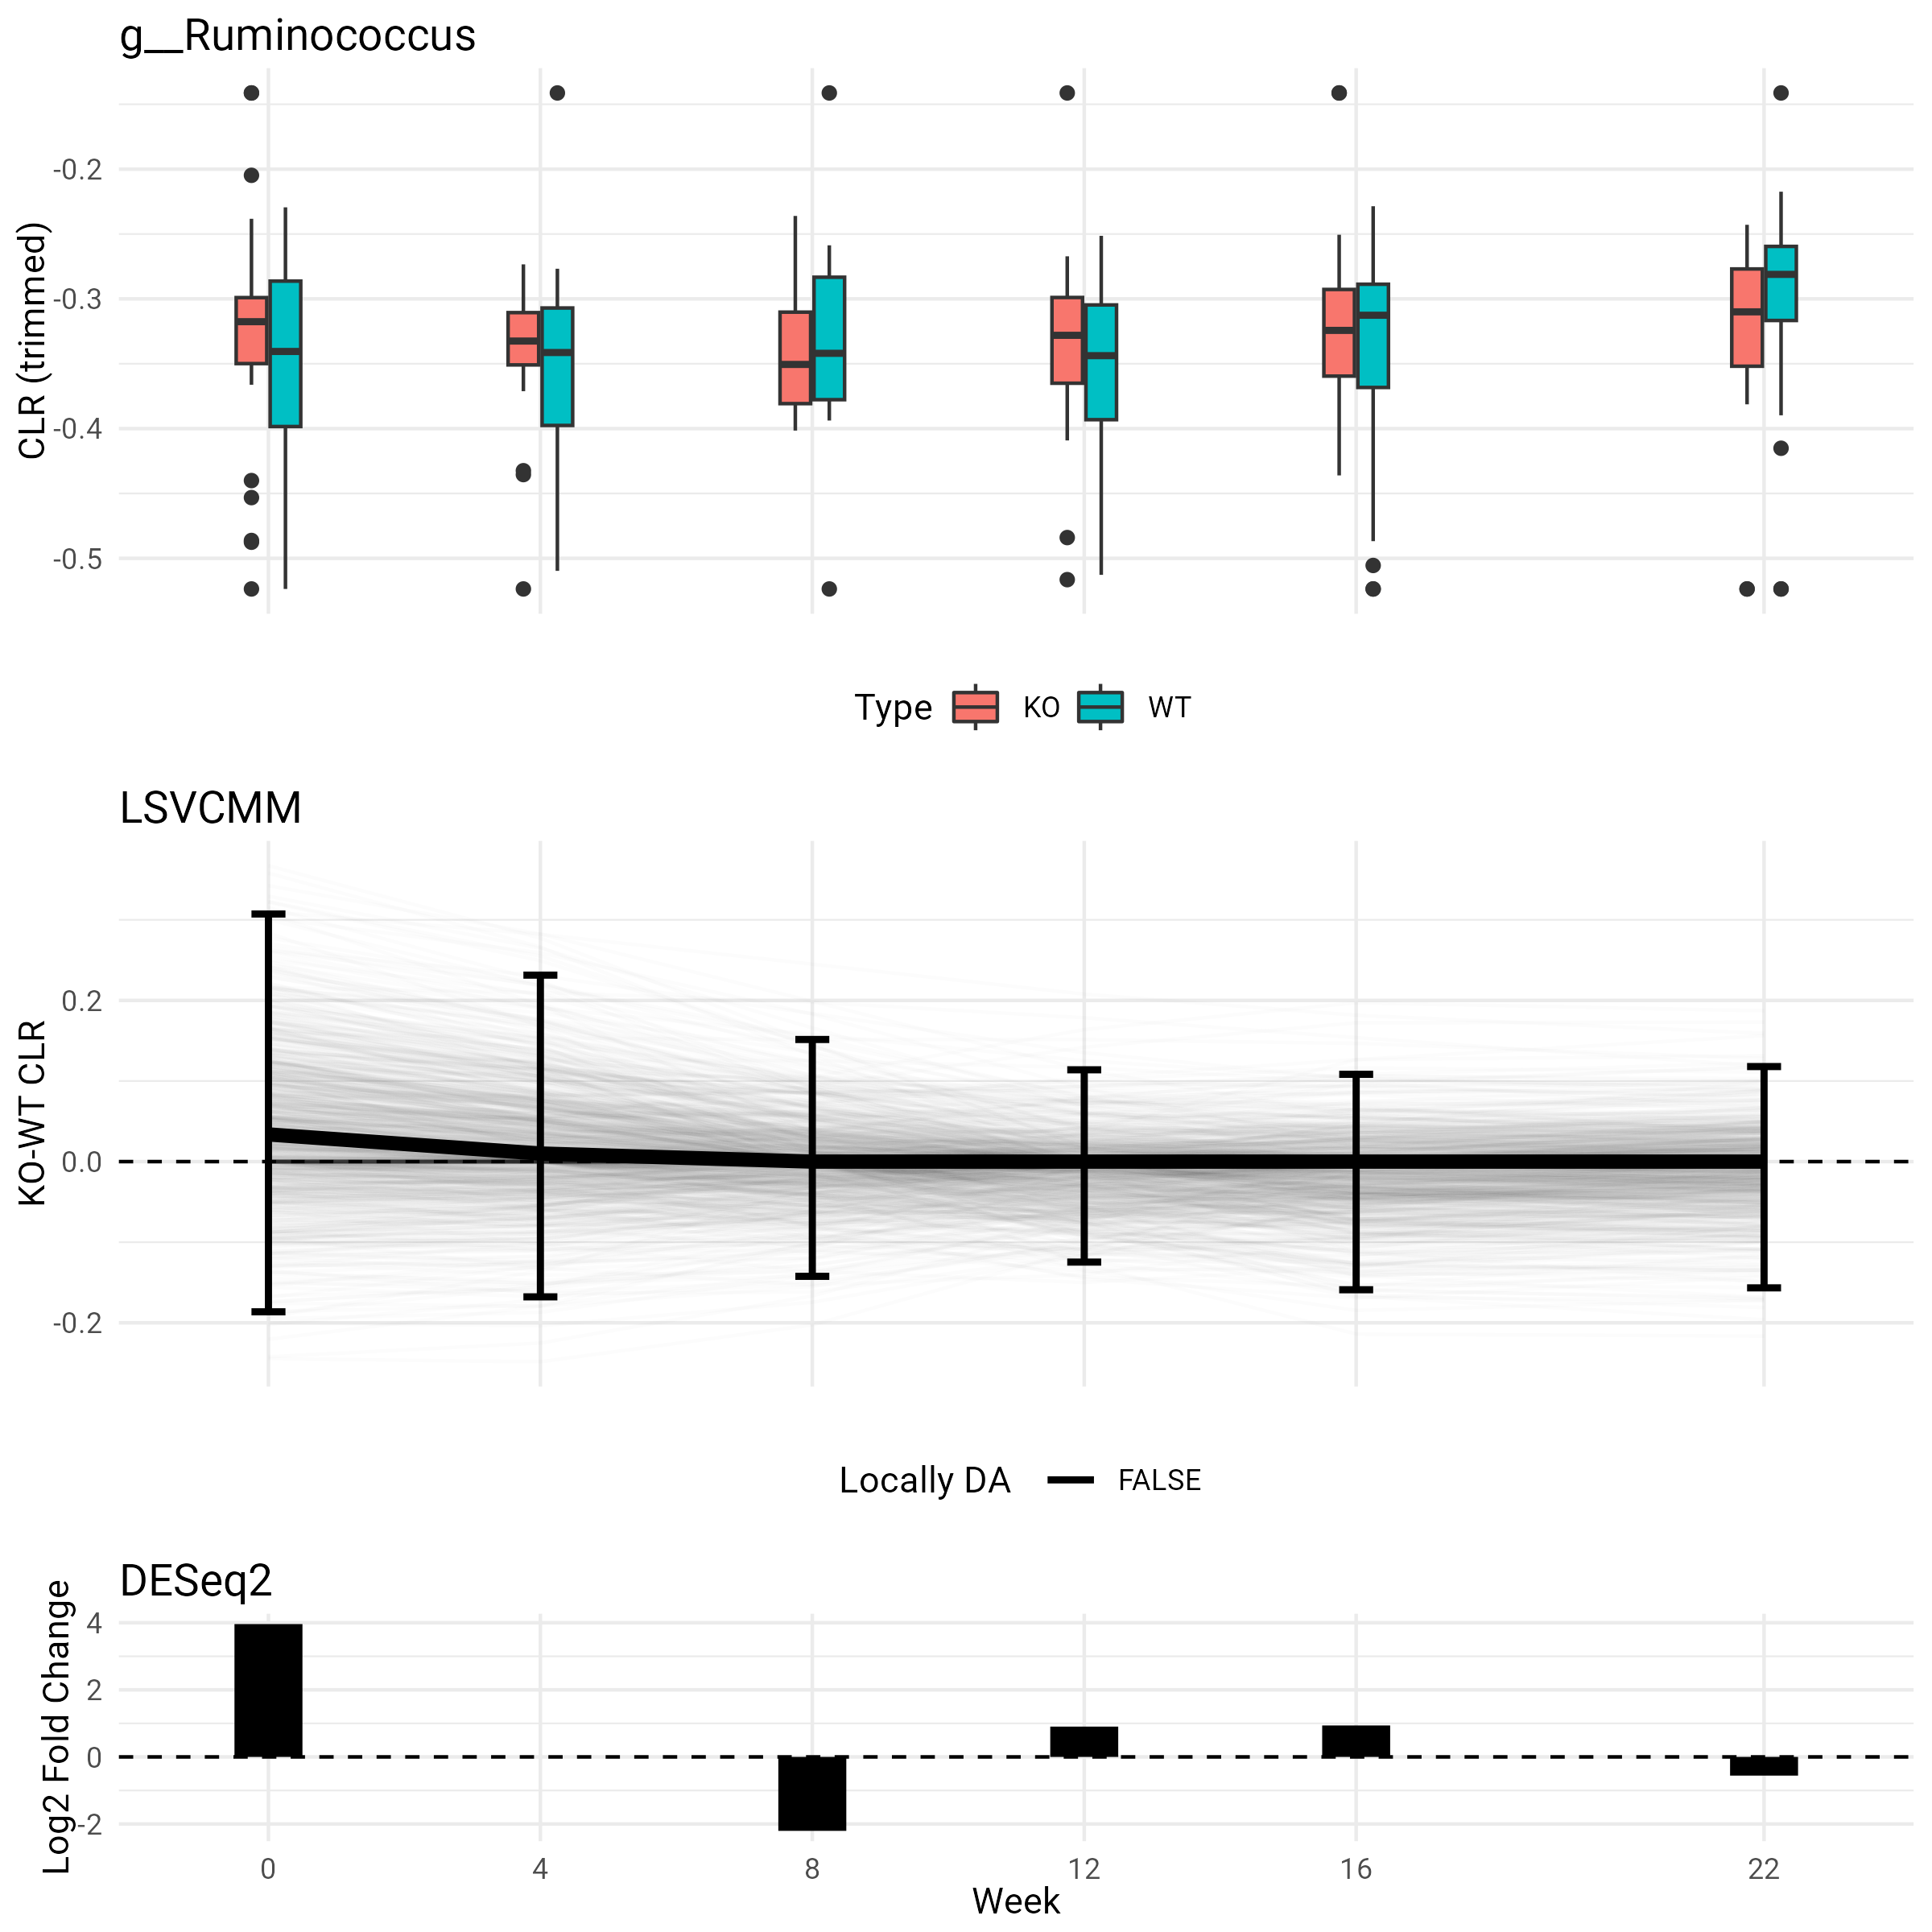 g__Ruminococcus
CLR (trimmed)
-0.2
-0.3
-0.4
-0.5
Type KO WT
LSVCMM
KO-WT CLR
0.2
0.0
-0.2
Locally DA FALSE
DESeq2
Log2 Fold Change
4
2
0
-2
0 4 8 12 16 22
Week